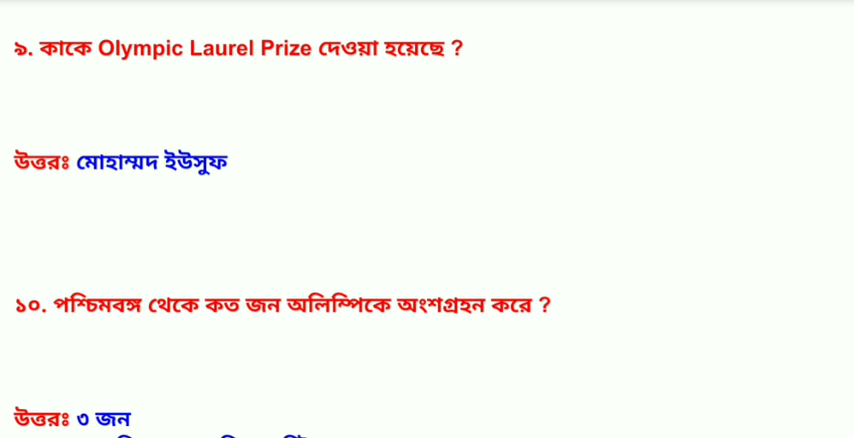 ৯. কাকে Olympic Laurel Prize দেওয়া হয়েছে ?
উত্তরঃ মোহাম্মদ ইউসুফ
১০. পশ্চিমবঙ্গ থেকে কত জন অলিম্পিকে অংশগ্রহন করে ?
উত্তরঃ ৩ জন